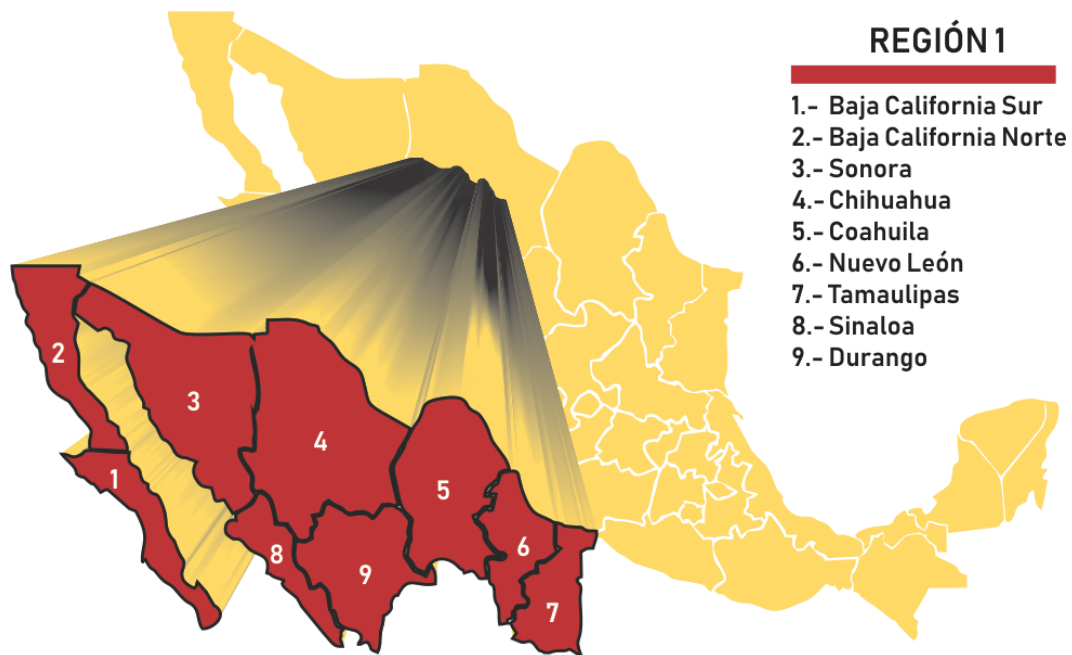 REGIÓN 1
1.- Baja California Sur
2.- Baja California Norte
3.- Sonora
4.- Chihuahua
5.- Coahuila
6.- Nuevo León
7.- Tamaulipas
8.- Sinaloa
9.- Durango
2
3
4
1
5
6
8
9
7